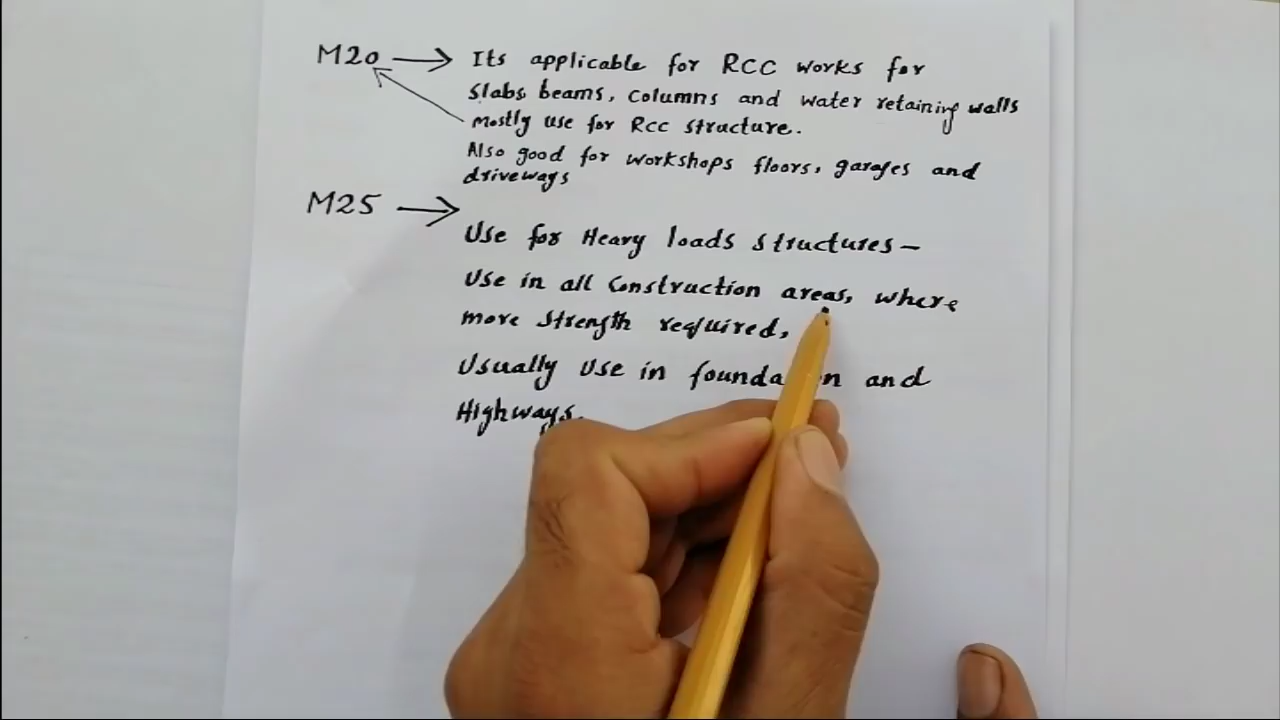 M20 → Its applicable for RCC works for
slabs, beams, columns and water retaining walls
mostly use for Rcc structure.
Also good for workshops floors, garages and
driveways
M25 →
Use for Heavy loads structures -
Use in all construction areas, where
more strength required,
Usually use in and
Highways.